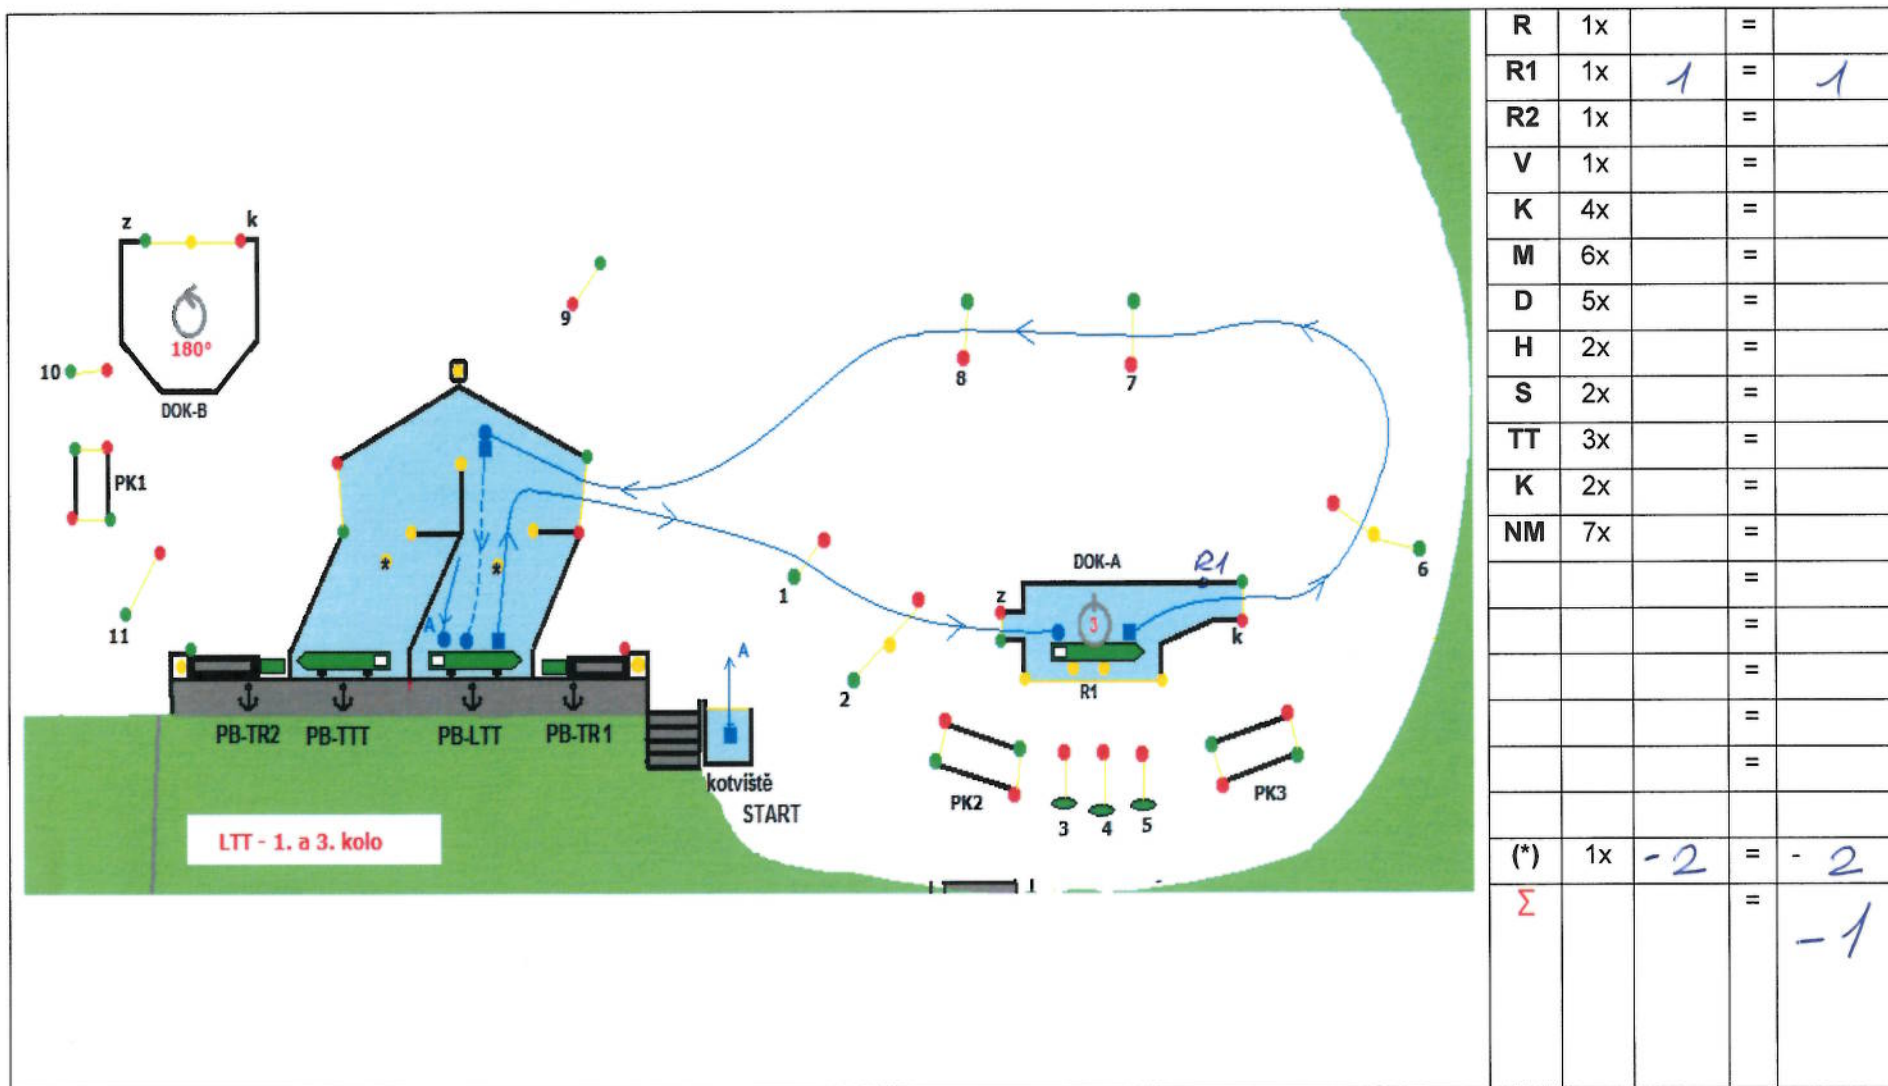 z k
180°
DOK-B
9
10
PK1
11
8
7
6
1
2
DOK-A
R1
z
3
k
R1
*
*
A
A
PB-TR2 PB-TTT PB-LTT PB-TR1
kotviště
START
PK2
3 4 5
PK3
LTT - 1. a 3. kolo
R 1x =
R1 1x 1 = 1
R2 1x =
V 1x =
K 4x =
M 6x =
D 5x =
H 2x =
S 2x =
TT 3x =
K 2x =
NM 7x =
=
=
=
=
=
(*) 1x -2 = -2
Σ = -1